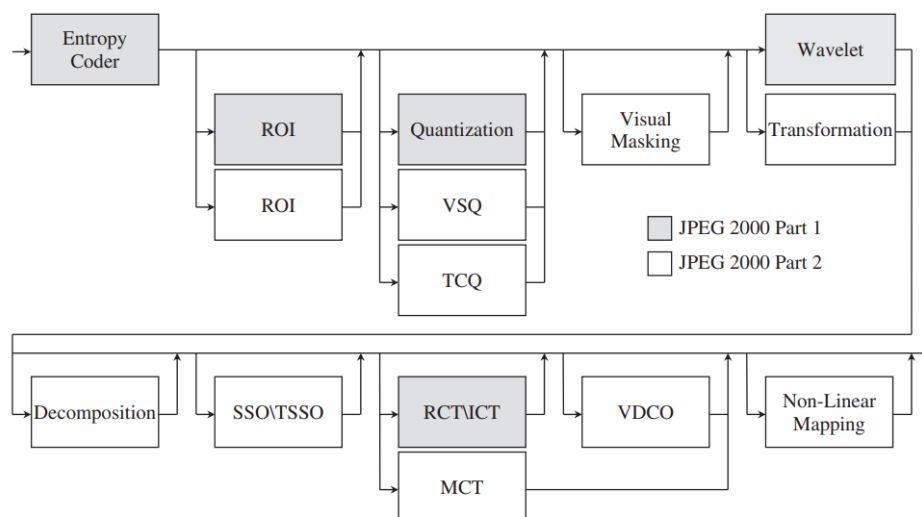 Entropy
Coder
Wavelet
ROI
Quantization
Visual
Masking
Transformation
ROI
VSQ
JPEG 2000 Part 1
JPEG 2000 Part 2
TCQ
Decomposition
SSO\TSSO
RCT\ICT
VDCO
Non-Linear
Mapping
MCT